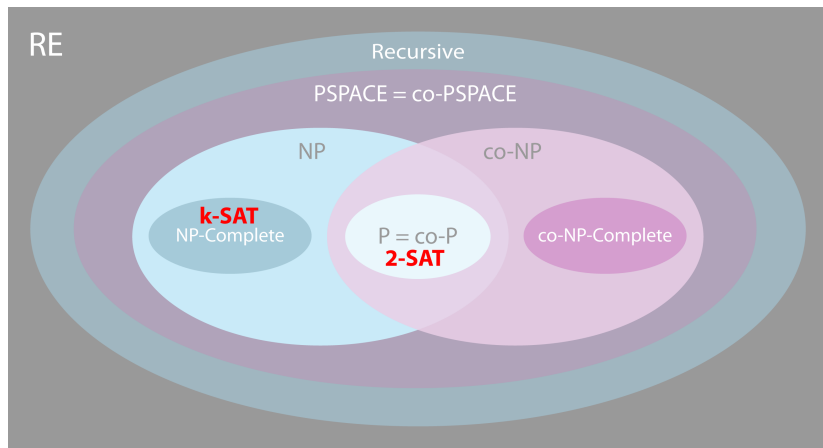 RE
Recursive
PSPACE = co-PSPACE
NP
co-NP
k-SAT
NP-Complete
P = co-P
2-SAT
co-NP-Complete